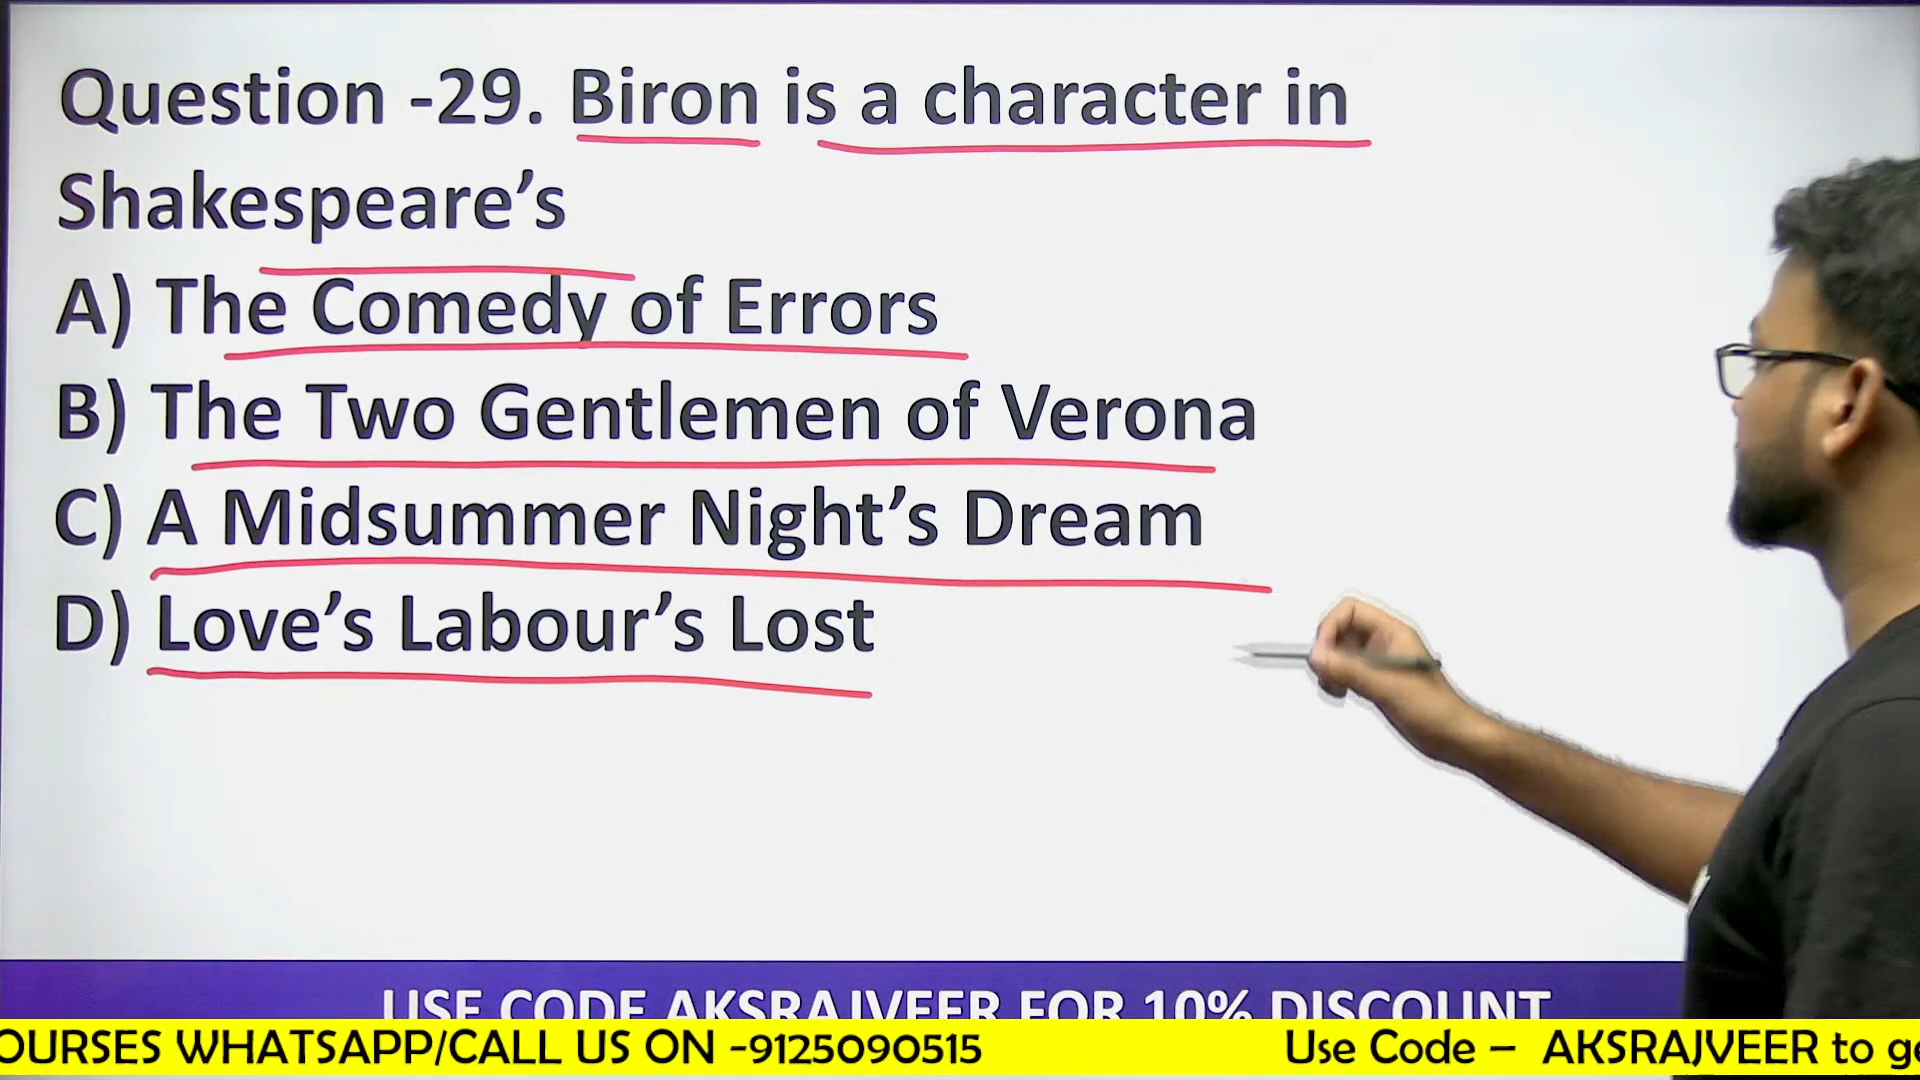 Question -29. Biron is a character in
Shakespeare’s
A) The Comedy of Errors
B) The Two Gentlemen of Verona
C) A Midsummer Night’s Dream
D) Love’s Labour’s Lost
USE CODE AKSRAJVEER FOR 10% DISCOUNT
OURSES WHATSAPP/CALL US ON -9125090515 Use Code – AKSRAJVEER to ge